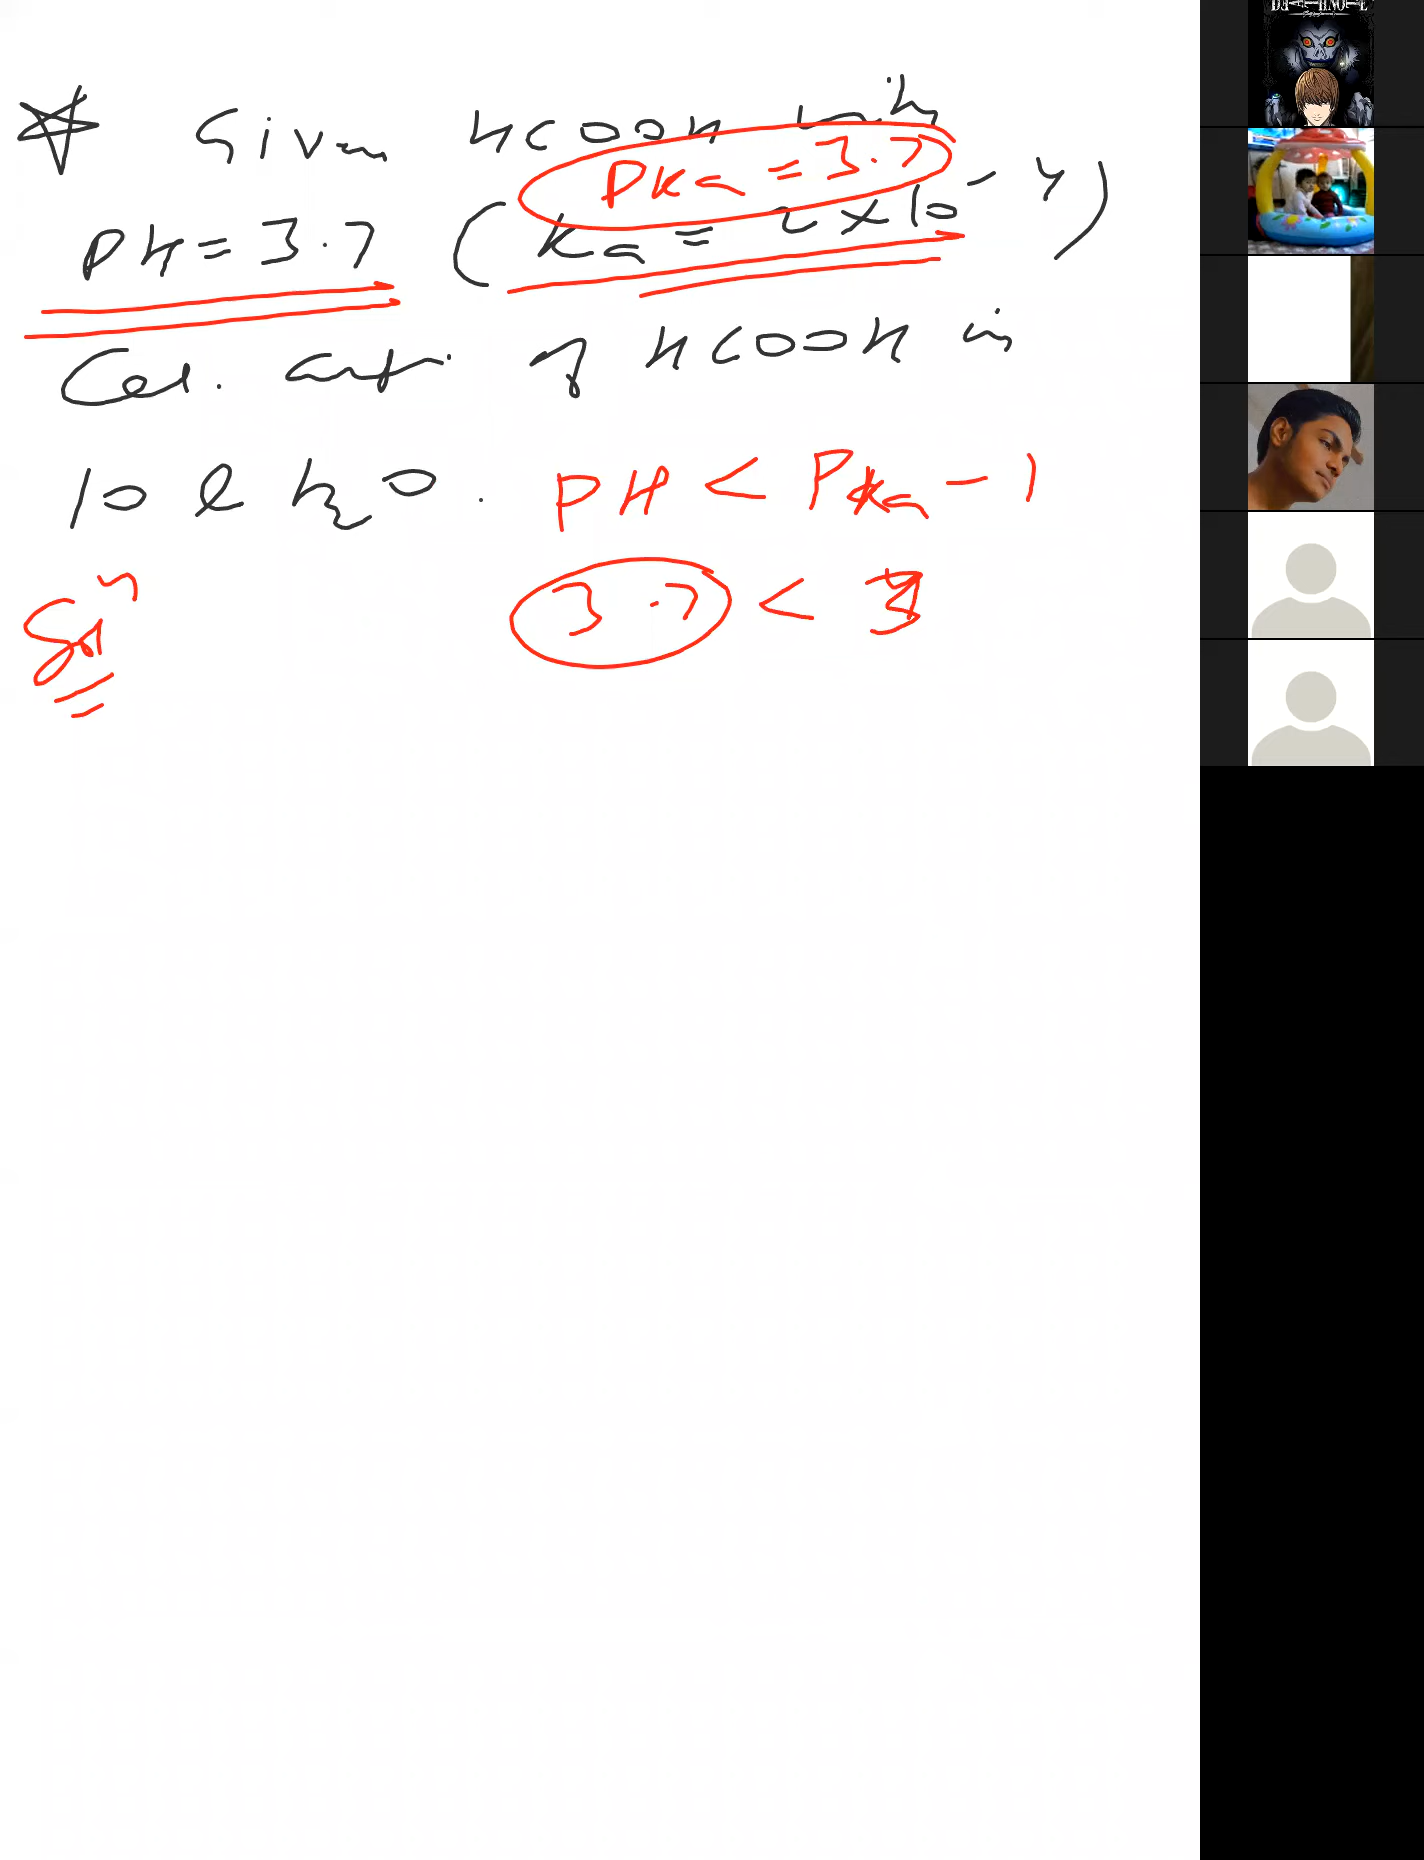 Given HCOOH with
PKa = 3.7
PH = 3.7 (Ka = 2 x 10 - 4)
Cal. amt. of HCOOH in
10 l H2O. PH < PKa - 1
3.7 < 3
Sol n